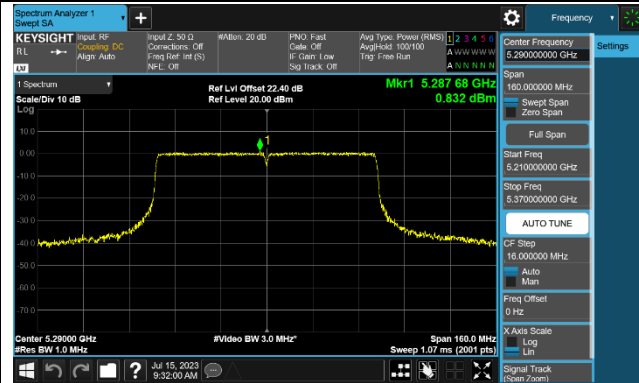 Spectrum Analyzer 1
Swept SA
+
Frequency
KEYSIGHT
RL
Input: RF
Coupling: DC
Align: Auto
Input Z: 50 Ω
Corrections: Off
Freq Ref: Int (S)
NFE: Off
#Atten: 20 dB
PNO: Fast
Gate: Off
IF Gain: Low
Sig Track: Off
Avg Type: Power (RMS)
Avg|Hold: 100/100
Trig: Free Run
1 2 3 4 5 6
A W W W W W
A N N N N N
LXI
1 Spectrum
Scale/Div 10 dB
Log
Ref Lvl Offset 22.40 dB
Ref Level 20.00 dBm
Mkr1 5.287 68 GHz
0.832 dBm
1
10.0
0.00
-10.0
-20.0
-30.0
-40.0
-50.0
-60.0
-70.0
Center 5.29000 GHz
#Res BW 1.0 MHz
#Video BW 3.0 MHz*
Span 160.0 MHz
Sweep 1.07 ms (2001 pts)
Jul 15, 2023
9:32:00 AM
?
Center Frequency
5.290000000 GHz
Settings
Span
160.000000 MHz
Swept Span
Zero Span
Full Span
Start Freq
5.210000000 GHz
Stop Freq
5.370000000 GHz
AUTO TUNE
CF Step
16.000000 MHz
Auto
Man
Freq Offset
0 Hz
X Axis Scale
Log
Lin
Signal Track
(Span Zoom)